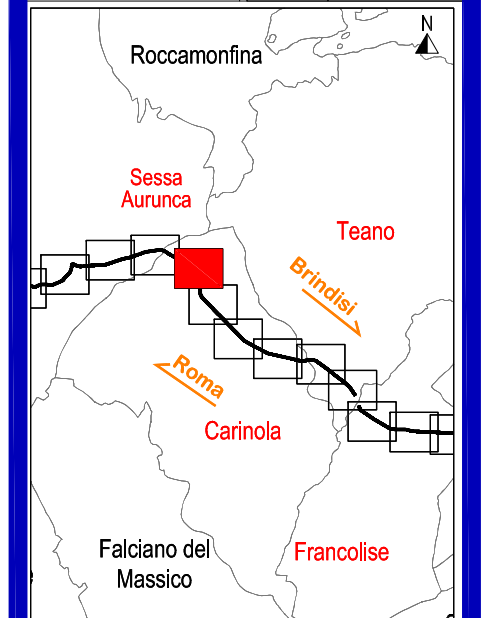 N
Roccamonfina
Sessa
Aurunca
Teano
Brindisi
Roma
Carinola
Falciano del
Massico
Francolise